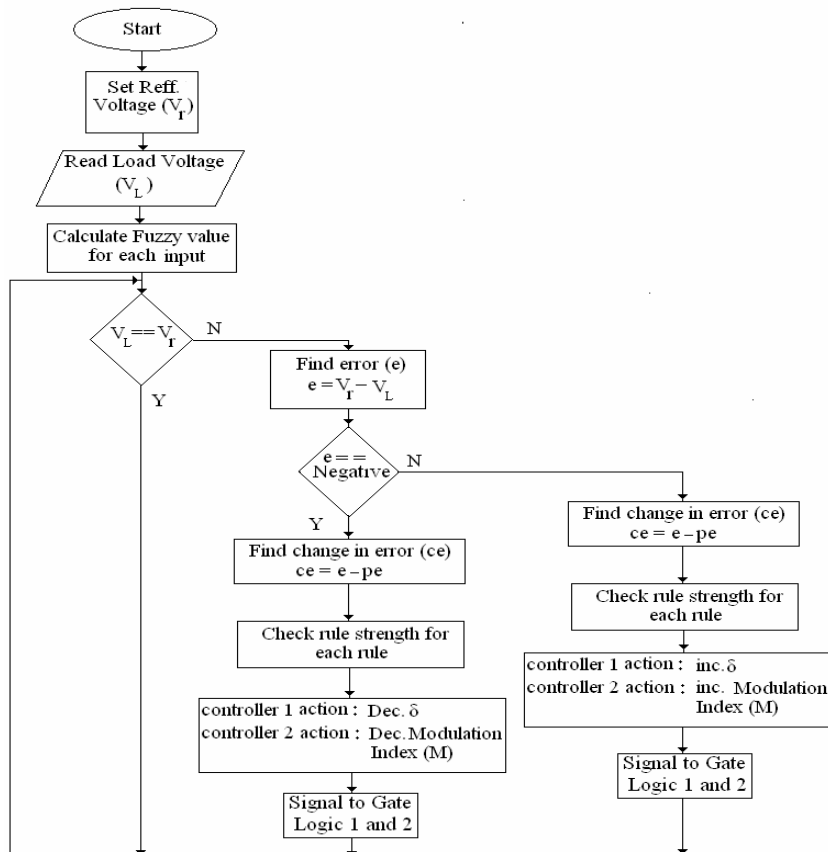 Start
Set Reff.
Voltage (Vr)
Read Load Voltage
(VL)
Calculate Fuzzy value
for each input
VL == Vr
N
Y
Find error (e)
e = Vr - VL
e ==
Negative
N
Y
Find change in error (ce)
ce = e - pe
Check rule strength for
each rule
controller 1 action : Dec. δ
controller 2 action : Dec. Modulation
Index (M)
Signal to Gate
Logic 1 and 2
Find change in error (ce)
ce = e - pe
Check rule strength for
each rule
controller 1 action : inc. δ
controller 2 action : inc. Modulation
Index (M)
Signal to Gate
Logic 1 and 2